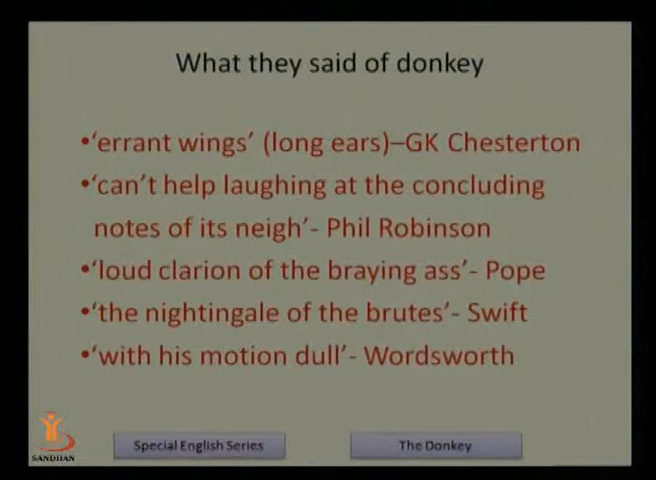 What they said of donkey
•‘errant wings’ (long ears)–GK Chesterton
•‘can’t help laughing at the concluding
notes of its neigh’- Phil Robinson
•‘loud clarion of the braying ass’- Pope
•‘the nightingale of the brutes’- Swift
•‘with his motion dull’- Wordsworth
SANDHAN
Special English Series
The Donkey